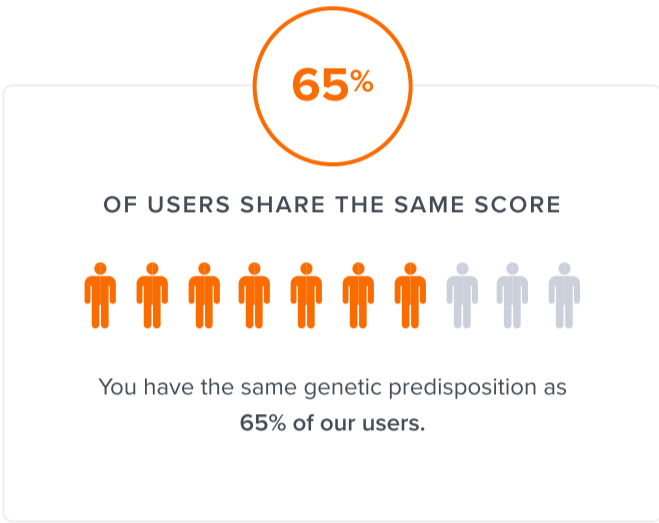 65%
OF USERS SHARE THE SAME SCORE
You have the same genetic predisposition as
65% of our users.